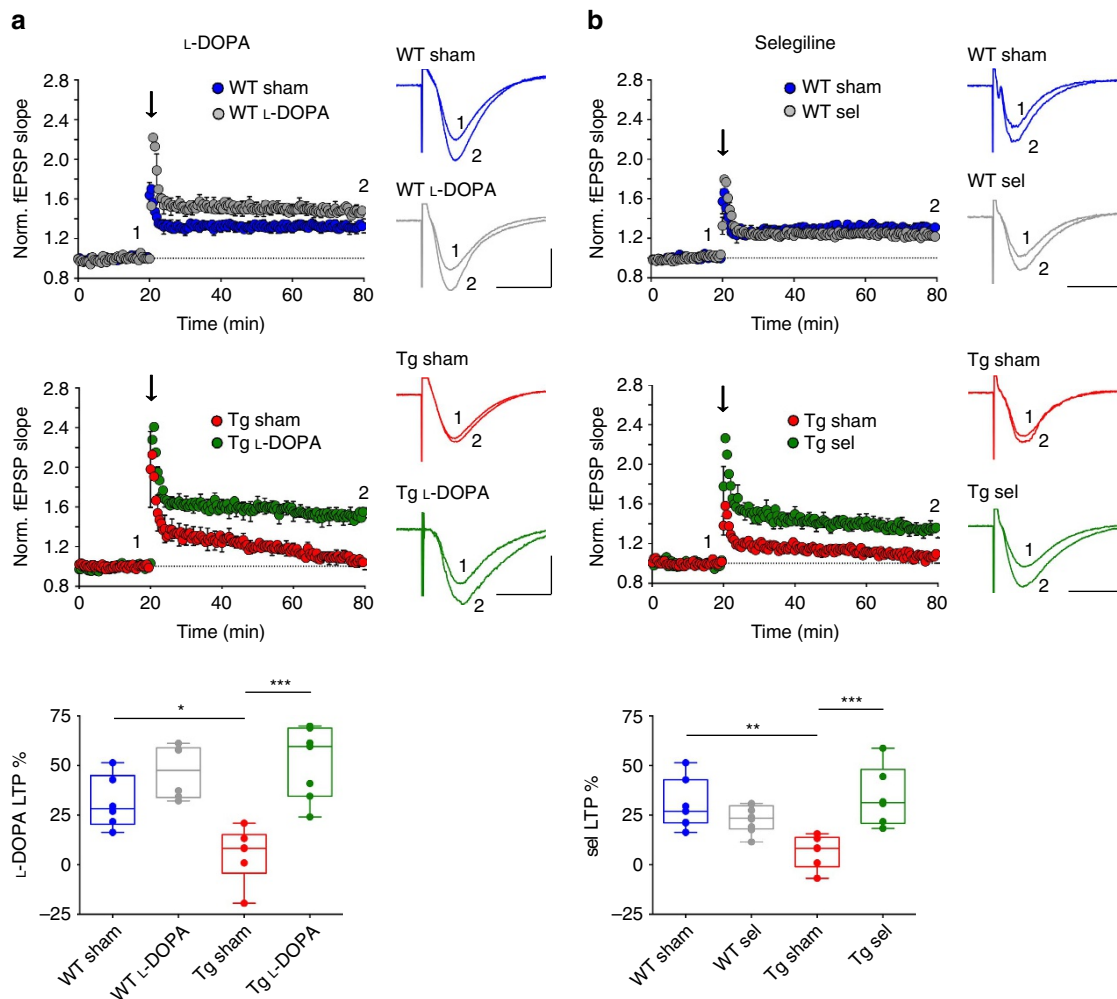 a
L-DOPA
WT sham
WT L-DOPA
Norm. fEPSP slope
2.8
2.4
2.0
1.6
1.2
0.8
1
2
0 20 40 60 80
Time (min)
WT sham
1
2
WT L-DOPA
1
2
Tg sham
Tg L-DOPA
Norm. fEPSP slope
2.8
2.4
2.0
1.6
1.2
0.8
1
2
0 20 40 60 80
Time (min)
Tg sham
1
2
Tg L-DOPA
1
2
L-DOPA LTP %
75
50
25
0
–25
*
***
WT sham
WT L-DOPA
Tg sham
Tg L-DOPA
b
Selegiline
WT sham
WT sel
Norm. fEPSP slope
2.8
2.4
2.0
1.6
1.2
0.8
1
2
0 20 40 60 80
Time (min)
WT sham
1
2
WT sel
1
2
Tg sham
Tg sel
Norm. fEPSP slope
2.8
2.4
2.0
1.6
1.2
0.8
1
2
0 20 40 60 80
Time (min)
Tg sham
1
2
Tg sel
1
2
sel LTP %
75
50
25
0
–25
**
***
WT sham
WT sel
Tg sham
Tg sel